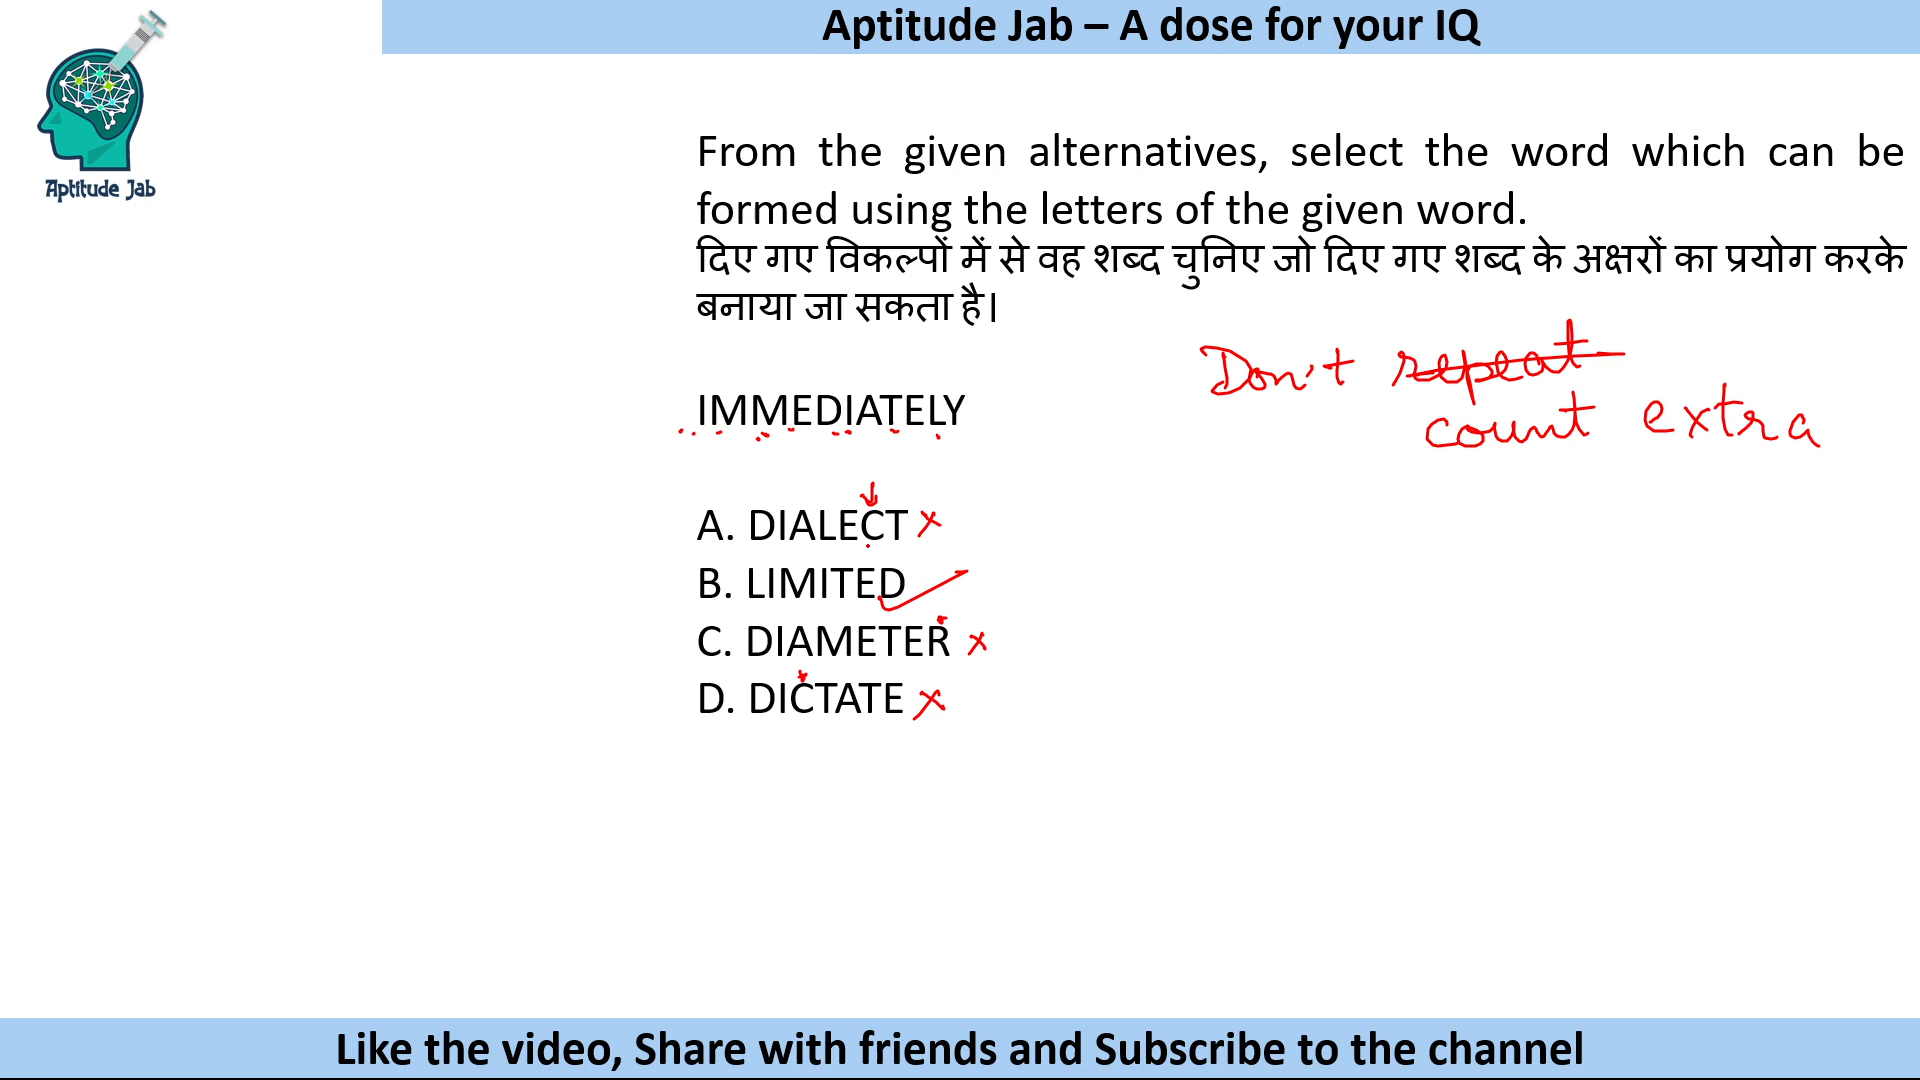 Aptitude Jab – A dose for your IQ
Aptitude Jab
From the given alternatives, select the word which can be
formed using the letters of the given word.
दिए गए विकल्पों में से वह शब्द चुनिए जो दिए गए शब्द के अक्षरों का प्रयोग करके
बनाया जा सकता है।
Don't repeat
count extra
IMMEDIATELY
A. DIALECT
B. LIMITED
C. DIAMETER
D. DICTATE
Like the video, Share with friends and Subscribe to the channel